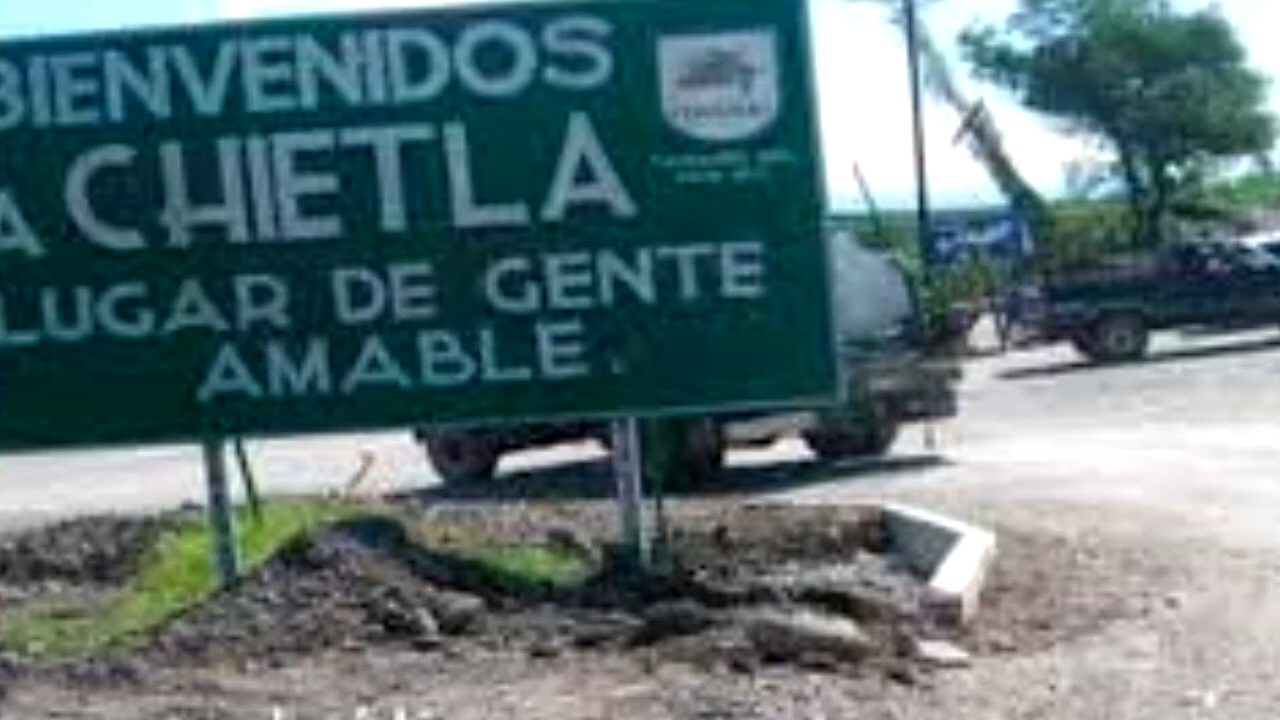 BIENVENIDOS
A CHIETLA
LUGAR DE GENTE
AMABLE.